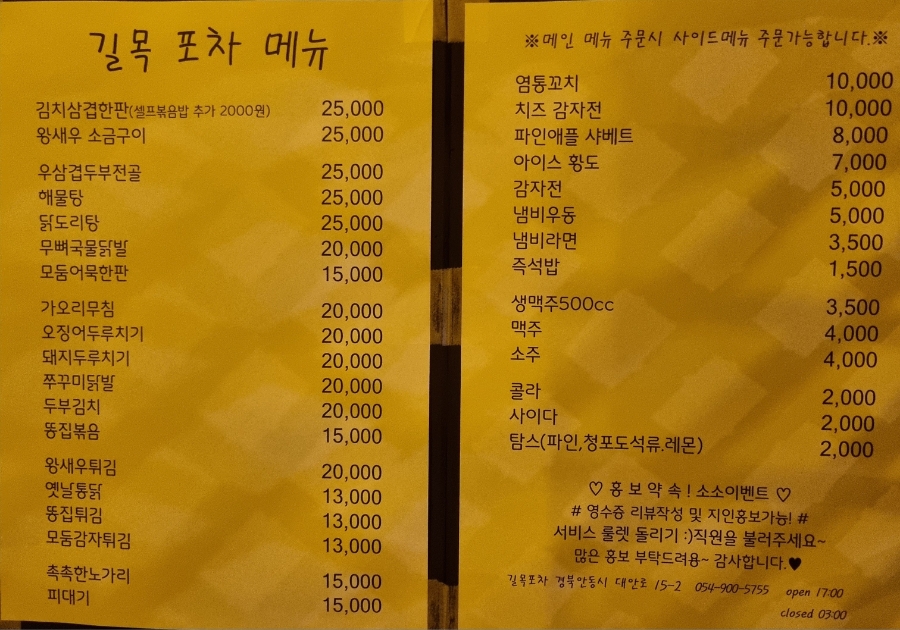 길목 포차 메뉴
김치삼겹한판(셀프볶음밥 추가 2000원) 25,000
왕새우 소금구이 25,000
우삼겹두부전골 25,000
해물탕 25,000
닭도리탕 25,000
무뼈국물닭발 20,000
모둠어묵한판 15,000
가오리무침 20,000
오징어두루치기 20,000
돼지두루치기 20,000
쭈꾸미닭발 20,000
두부김치 20,000
똥집볶음 15,000
왕새우튀김 20,000
옛날통닭 13,000
똥집튀김 13,000
모둠감자튀김 13,000
촉촉한노가리 15,000
피대기 15,000
※메인 메뉴 주문시 사이드메뉴 주문가능합니다.※
염통꼬치 10,000
치즈 감자전 10,000
파인애플 샤베트 8,000
아이스 황도 7,000
감자전 5,000
냄비우동 5,000
냄비라면 3,500
즉석밥 1,500
생맥주500cc 3,500
맥주 4,000
소주 4,000
콜라 2,000
사이다 2,000
탐스(파인,청포도석류.레몬) 2,000
♡ 홍 보 약 속 ! 소소이벤트 ♡
# 영수증 리뷰작성 및 지인홍보가능! #
서비스 룰렛 돌리기 :)직원을 불러주세요~
많은 홍보 부탁드려용~ 감사합니다.♥
길목포차 경북안동시 대안로 15-2 054-900-5755 open 17:00
closed 03:00